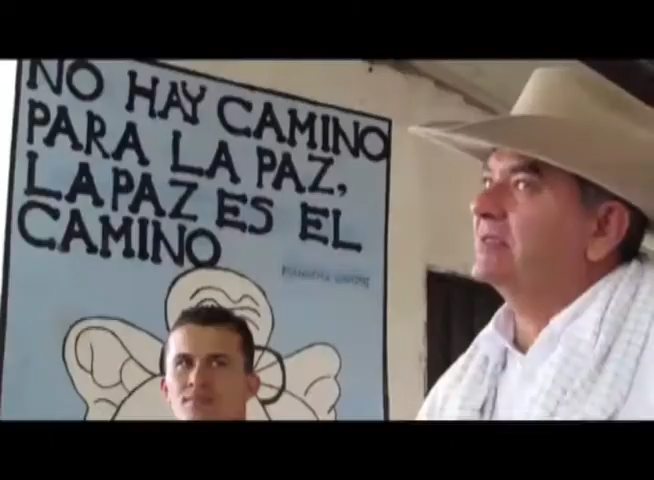 NO HAY CAMINO
PARA LA PAZ,
LA PAZ ES EL
CAMINO